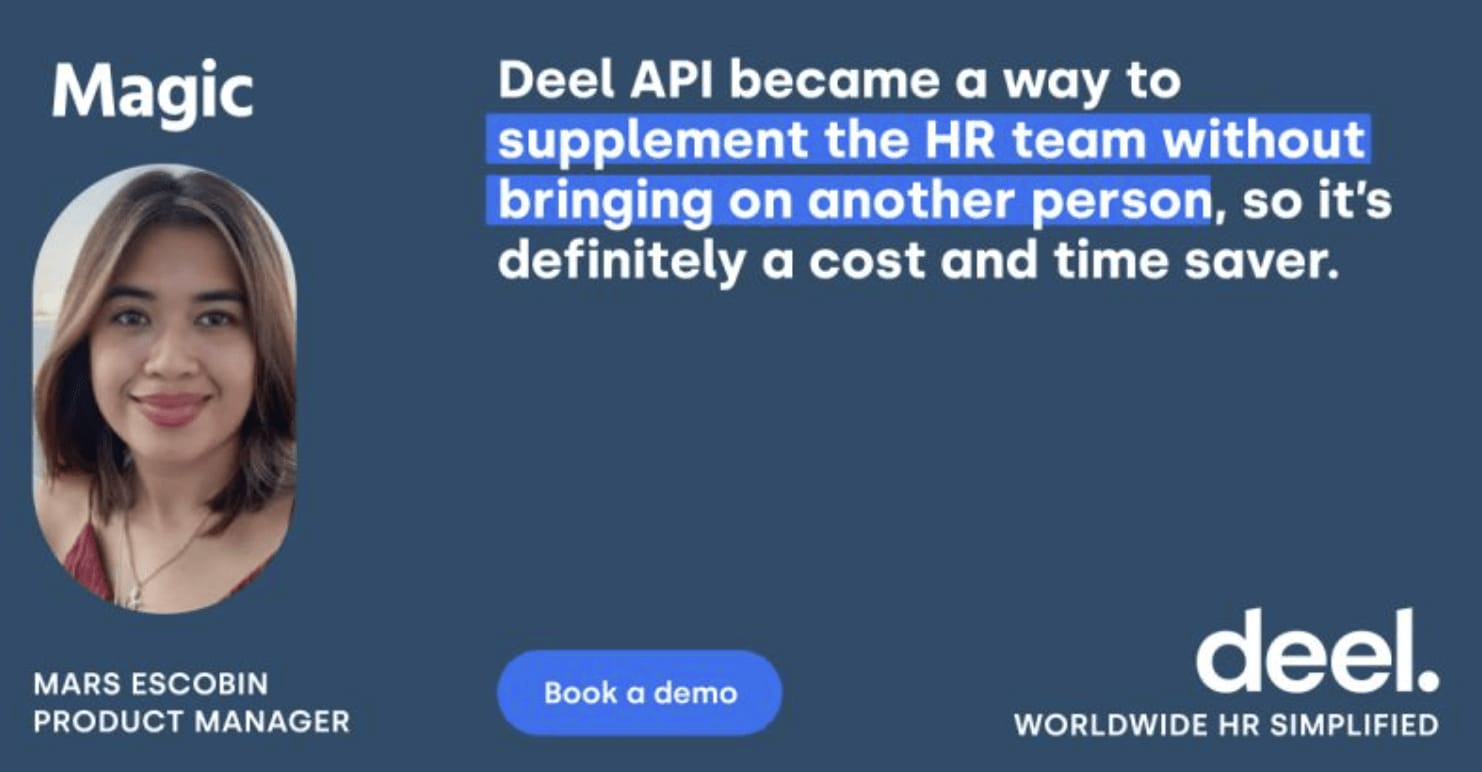 Magic
Deel API became a way to
supplement the HR team without
bringing on another person, so it’s
definitely a cost and time saver.
MARS ESCOBIN
PRODUCT MANAGER
Book a demo
deel.
WORLDWIDE HR SIMPLIFIED